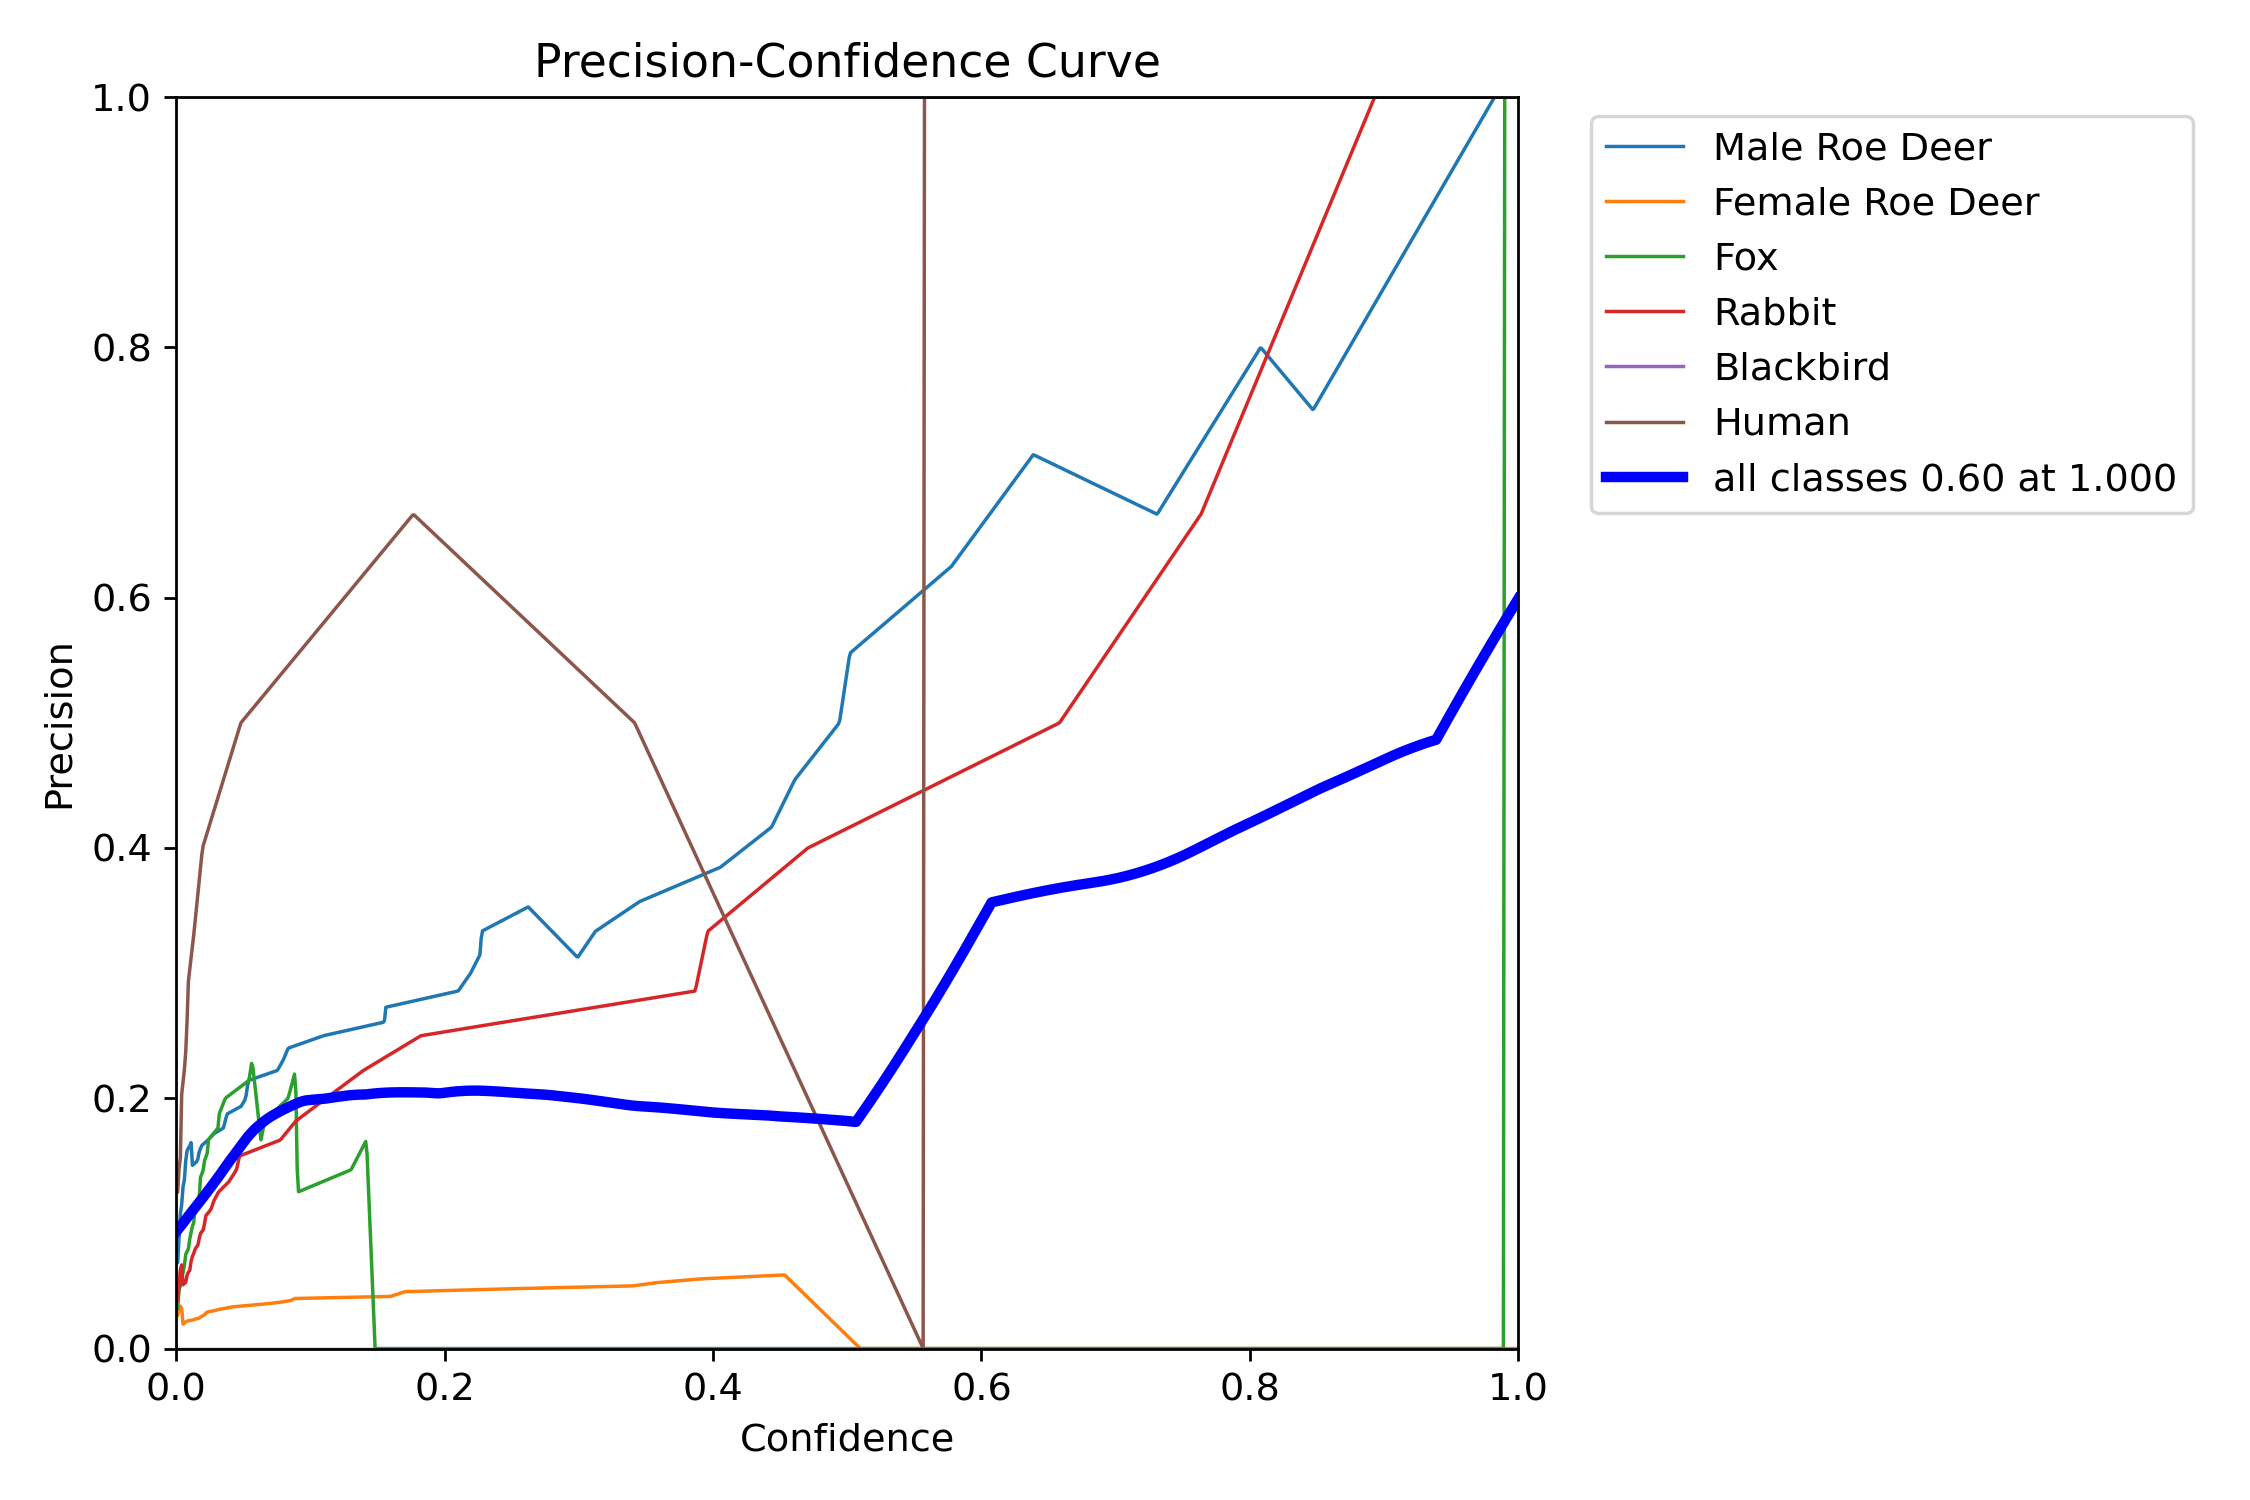 Precision-Confidence Curve
1.0
0.8
0.6
0.4
0.2
0.0
Precision
0.0 0.2 0.4 0.6 0.8 1.0
Confidence
Male Roe Deer
Female Roe Deer
Fox
Rabbit
Blackbird
Human
all classes 0.60 at 1.000